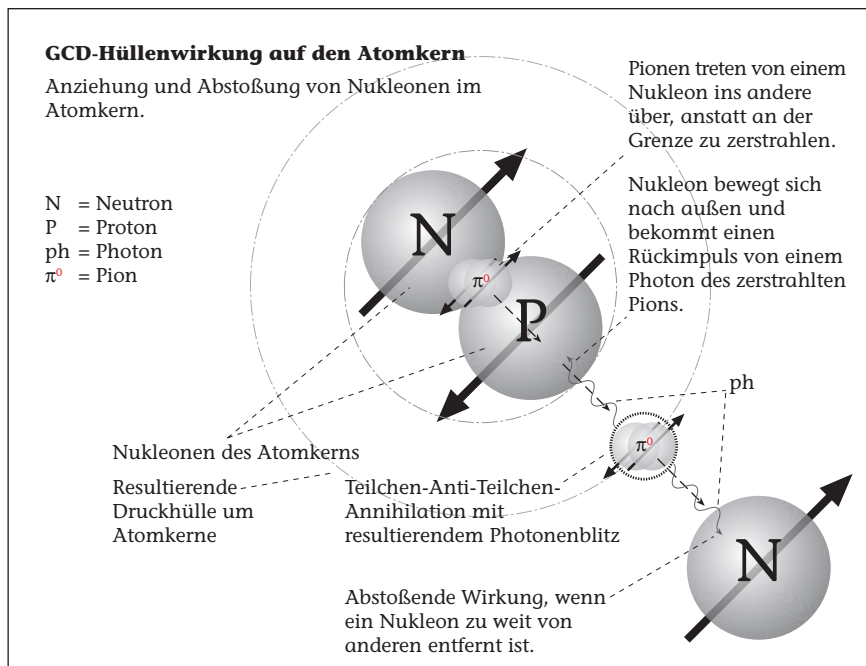 GCD-Hüllenwirkung auf den Atomkern
Anziehung und Abstoßung von Nukleonen im
Atomkern.
N = Neutron
P = Proton
ph = Photon
π⁰ = Pion
Pionen treten von einem
Nukleon ins andere
über, anstatt an der
Grenze zu zerstrahlen.
Nukleon bewegt sich
nach außen und
bekommt einen
Rückimpuls von einem
Photon des zerstrahlten
Pions.
N
π⁰
P
ph
π⁰
N
Nukleonen des Atomkerns
Resultierende
Druckhülle um
Atomkerne
Teilchen-Anti-Teilchen-
Annihilation mit
resultierendem Photonenblitz
Abstoßende Wirkung, wenn
ein Nukleon zu weit von
anderen entfernt ist.